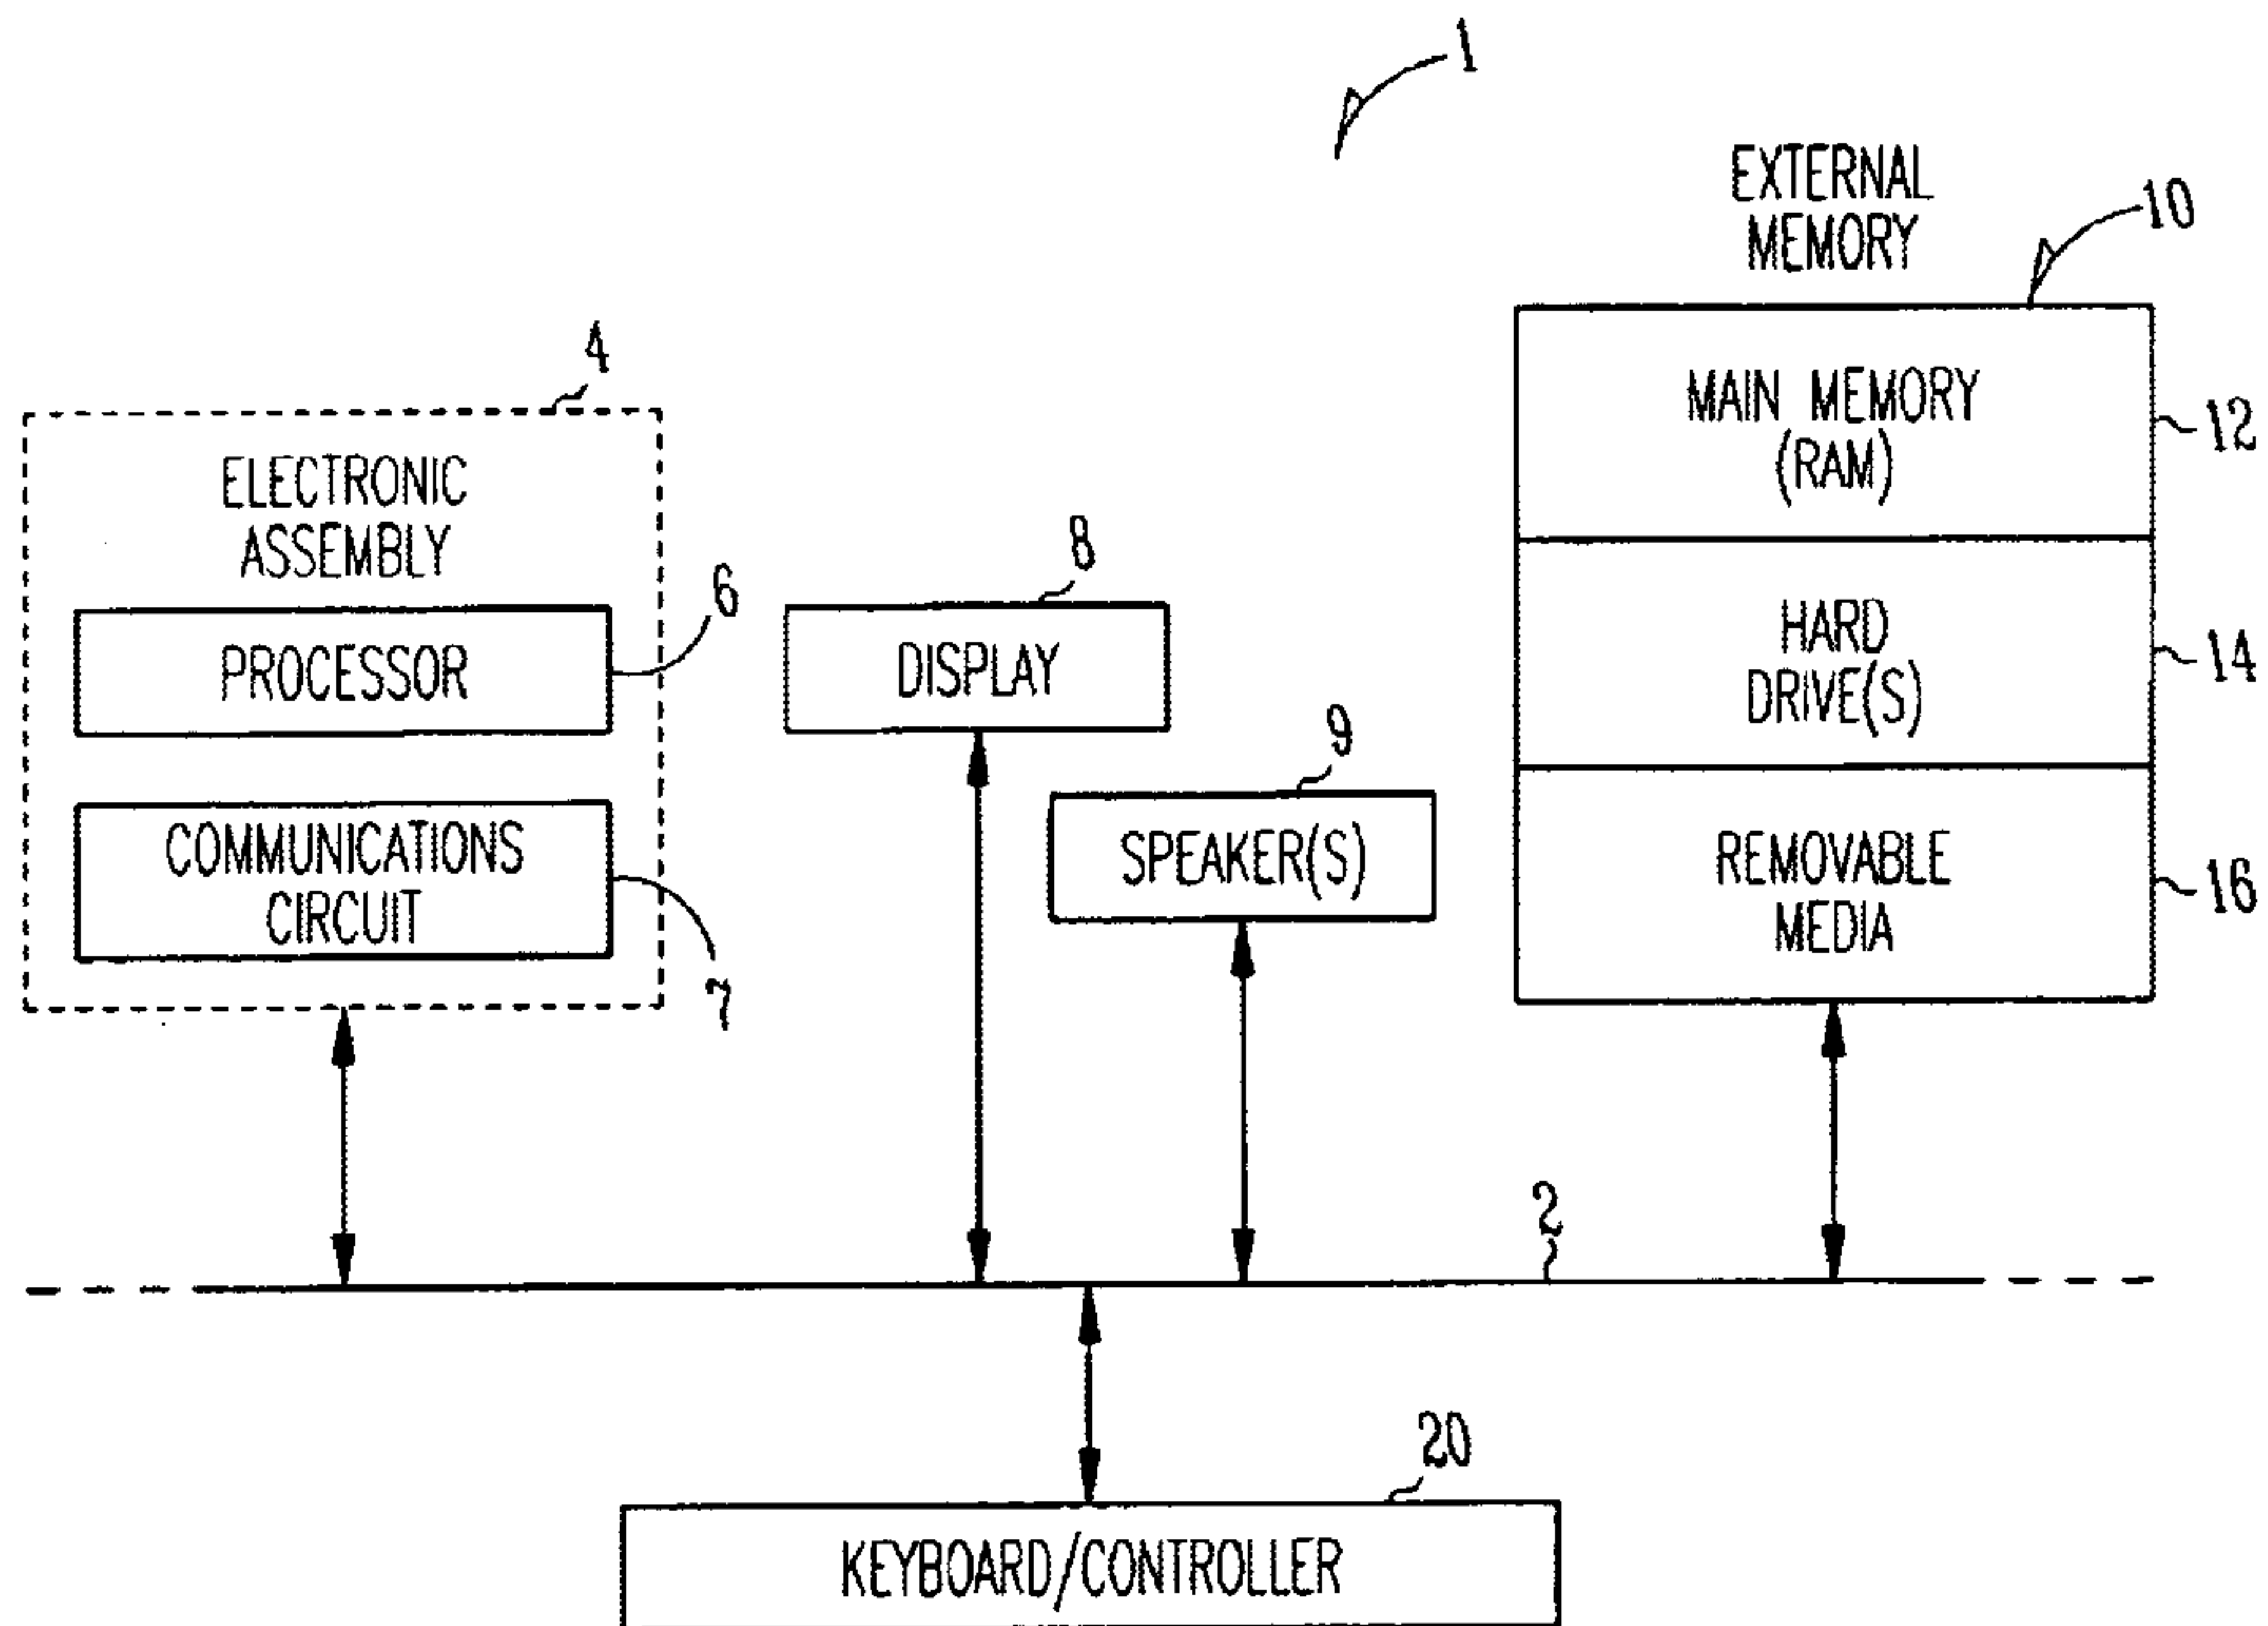 1
EXTERNAL
MEMORY
10
MAIN MEMORY
(RAM)
12
HARD
DRIVE(S)
14
REMOVABLE
MEDIA
16
4
ELECTRONIC
ASSEMBLY
PROCESSOR
6
COMMUNICATIONS
CIRCUIT
7
8
DISPLAY
9
SPEAKER(S)
2
20
KEYBOARD/CONTROLLER